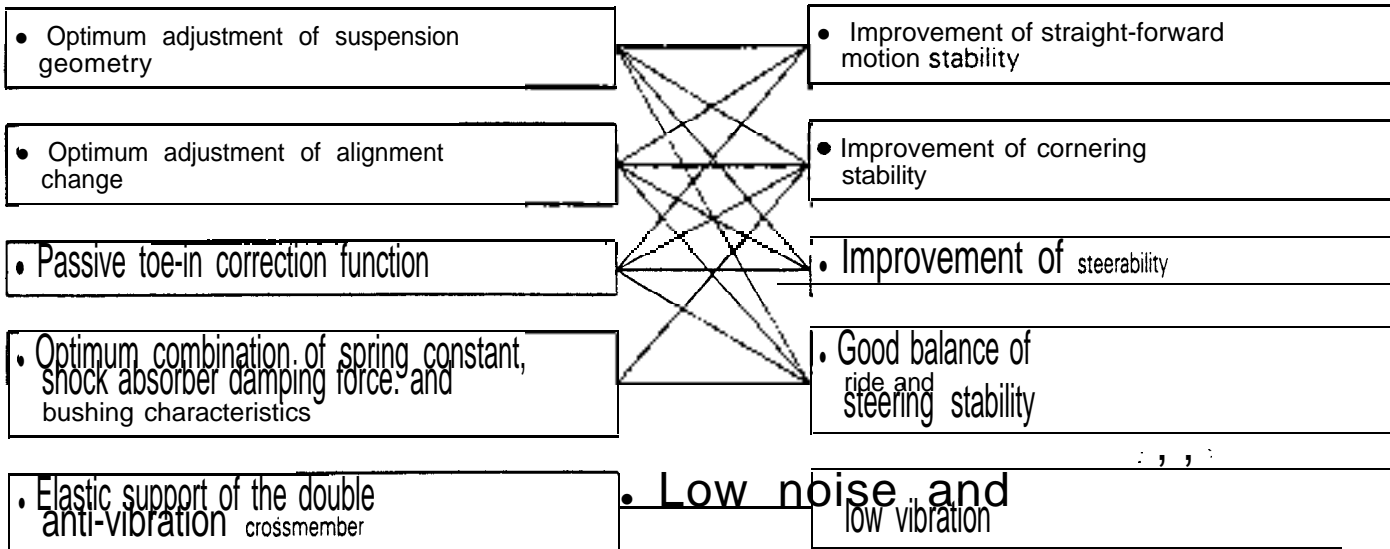 • Optimum adjustment of suspension
geometry
• Improvement of straight-forward
motion stability
• Optimum adjustment of alignment
change
• Improvement of cornering
stability
• Passive toe-in correction function
• Improvement of steerability
• Optimum combination of spring constant,
shock absorber damping force. and
bushing characteristics
• Good balance of
ride and
steering stability
• Elastic support of the double
anti-vibration crossmember
• Low noise and
low vibration